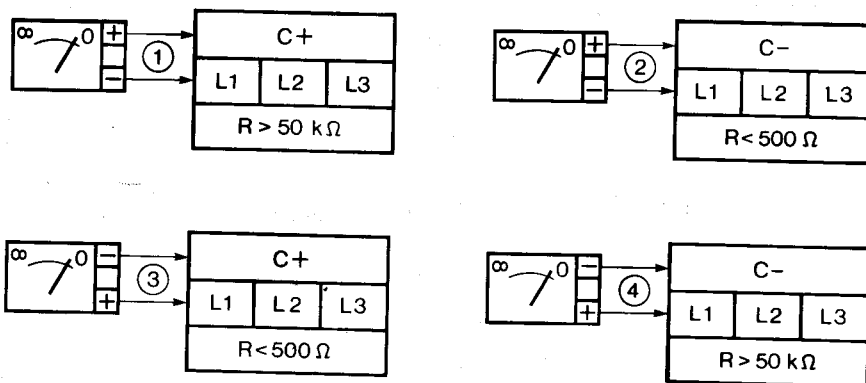 ∞ 0 + − ① C+
L1 L2 L3
R > 50 kΩ
∞ 0 + − ② C−
L1 L2 L3
R < 500 Ω
∞ 0 − + ③ C+
L1 L2 L3
R < 500 Ω
∞ 0 − + ④ C−
L1 L2 L3
R > 50 kΩ